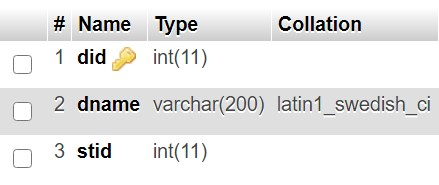 # Name Type Collation
1 did int(11)
2 dname varchar(200) latin1_swedish_ci
3 stid int(11)